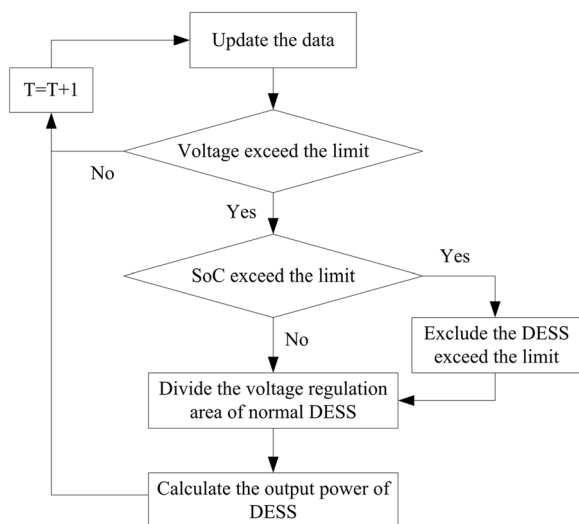 Update the data
T=T+1
Voltage exceed the limit
No
Yes
SoC exceed the limit
Yes
No
Exclude the DESS
exceed the limit
Divide the voltage regulation
area of normal DESS
Calculate the output power of
DESS